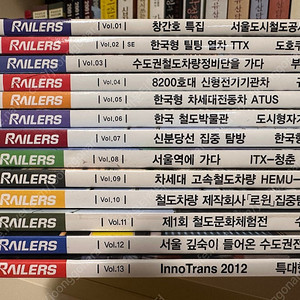 RAILERS Vol.01 창간호 특집 서울도시철도공
RAILERS Vol.02 SE 한국형 틸팅 열차 TTX 도호
RAILERS Vol.03 수도권철도차량정비단을 가다 부
RAILERS Vol.04 8200호대 신형전기기관차
RAILERS Vol.05 한국형 차세대전동차 ATUS
RAILERS Vol.06 한국 철도박물관 도시형자기
RAILERS Vol.07 신분당선 집중 탐방 한국
RAILERS Vol.08 서울역에 가다 ITX-청춘
RAILERS Vol.09 차세대 고속철도차량 HEMU-
RAILERS Vol.10 철도차량 제작회사「로윈」집중탐
RAILERS Vol.11 제1회 철도문화체험전 수
RAILERS Vol.12 서울 깊숙이 들어온 수도권전
RAILERS Vol.13 InnoTrans 2012 특대